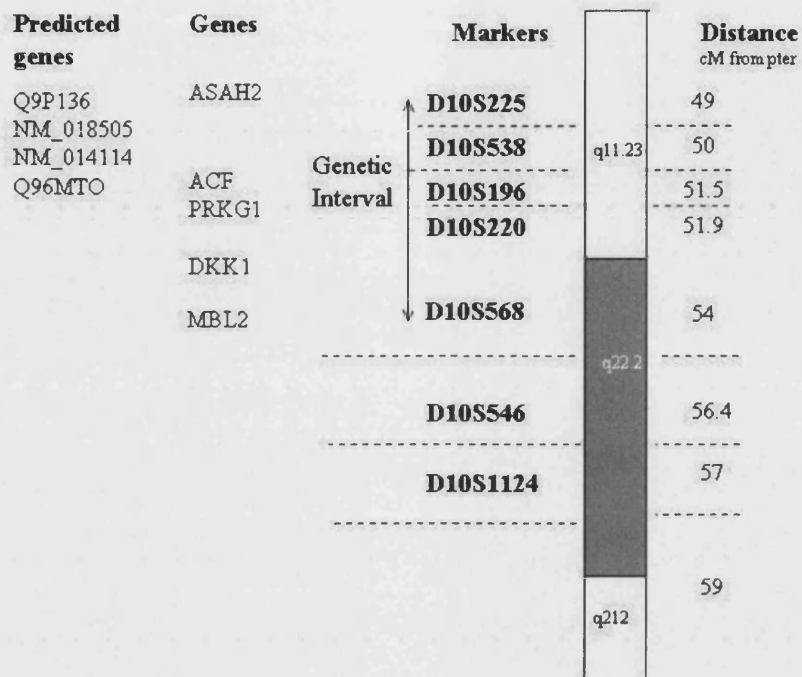 Predicted genes
Q9P136
NM_018505
NM_014114
Q96MTO
Genes
ASAH2
ACF
PRKG1
DKK1
MBL2
Genetic
Interval
Markers
D10S225
D10S538
D10S196
D10S220
D10S568
D10S546
D10S1124
q11.23
q22.2
q212
Distance
cM from pter
49
50
51.5
51.9
54
56.4
57
59